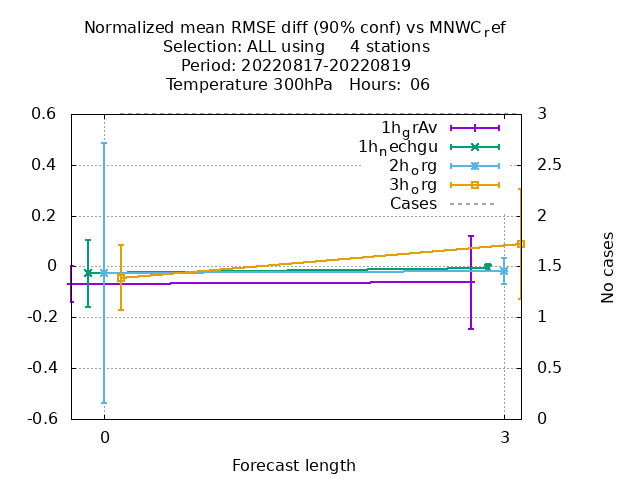 Normalized mean RMSE diff (90% conf) vs MNWC_ref
Selection: ALL using     4 stations
Period: 20220817-20220819
Temperature 300hPa   Hours:  06
0.6
0.4
0.2
0
-0.2
-0.4
-0.6
3
2.5
2
1.5
1
0.5
0
1h_grAv
1h_nechgu
2h_org
3h_org
Cases
No cases
0
3
Forecast length